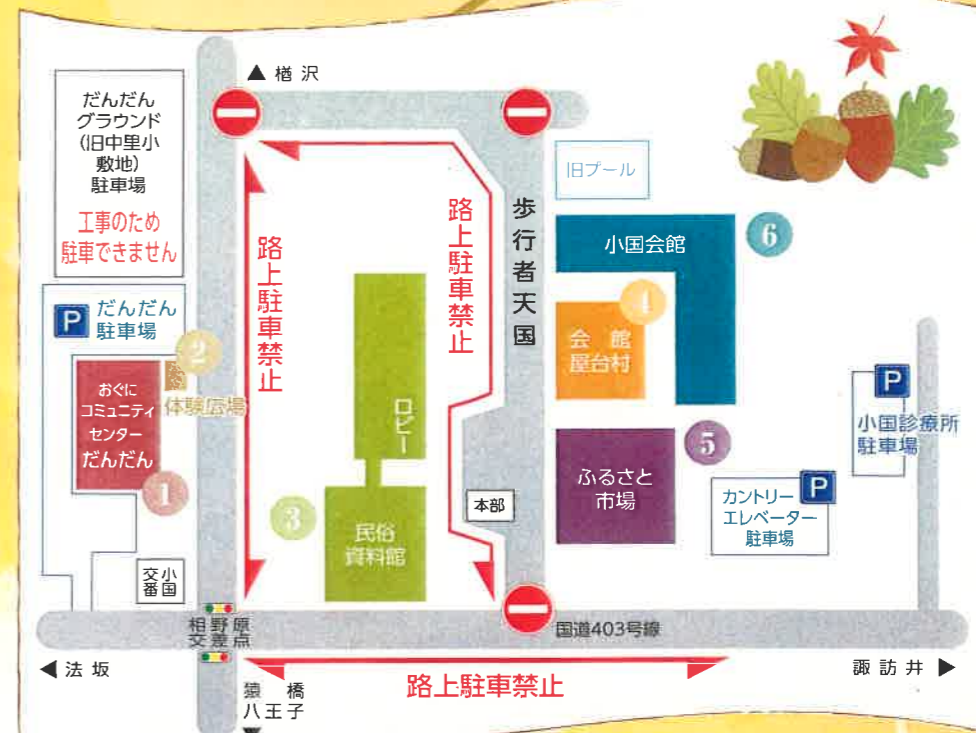 ▲ 楢沢
だんだん
グラウンド
(旧中里小
敷地)
駐車場
工事のため
駐車できません
P
だんだん
駐車場
2
体験広場
おぐに
コミュニティ
センター
だんだん
1
小国
交番
路上駐車禁止
路上駐車禁止
歩行者天国
旧プール
小国会館
6
4
会館
屋台村
ロビー
3
民俗
資料館
本部
5
ふるさと
市場
P
カントリー
エレベーター
駐車場
P
小国診療所
駐車場
相野原
交差点
国道403号線
◀ 法坂
諏訪井 ▶
路上駐車禁止
猿橋
八王子
▼